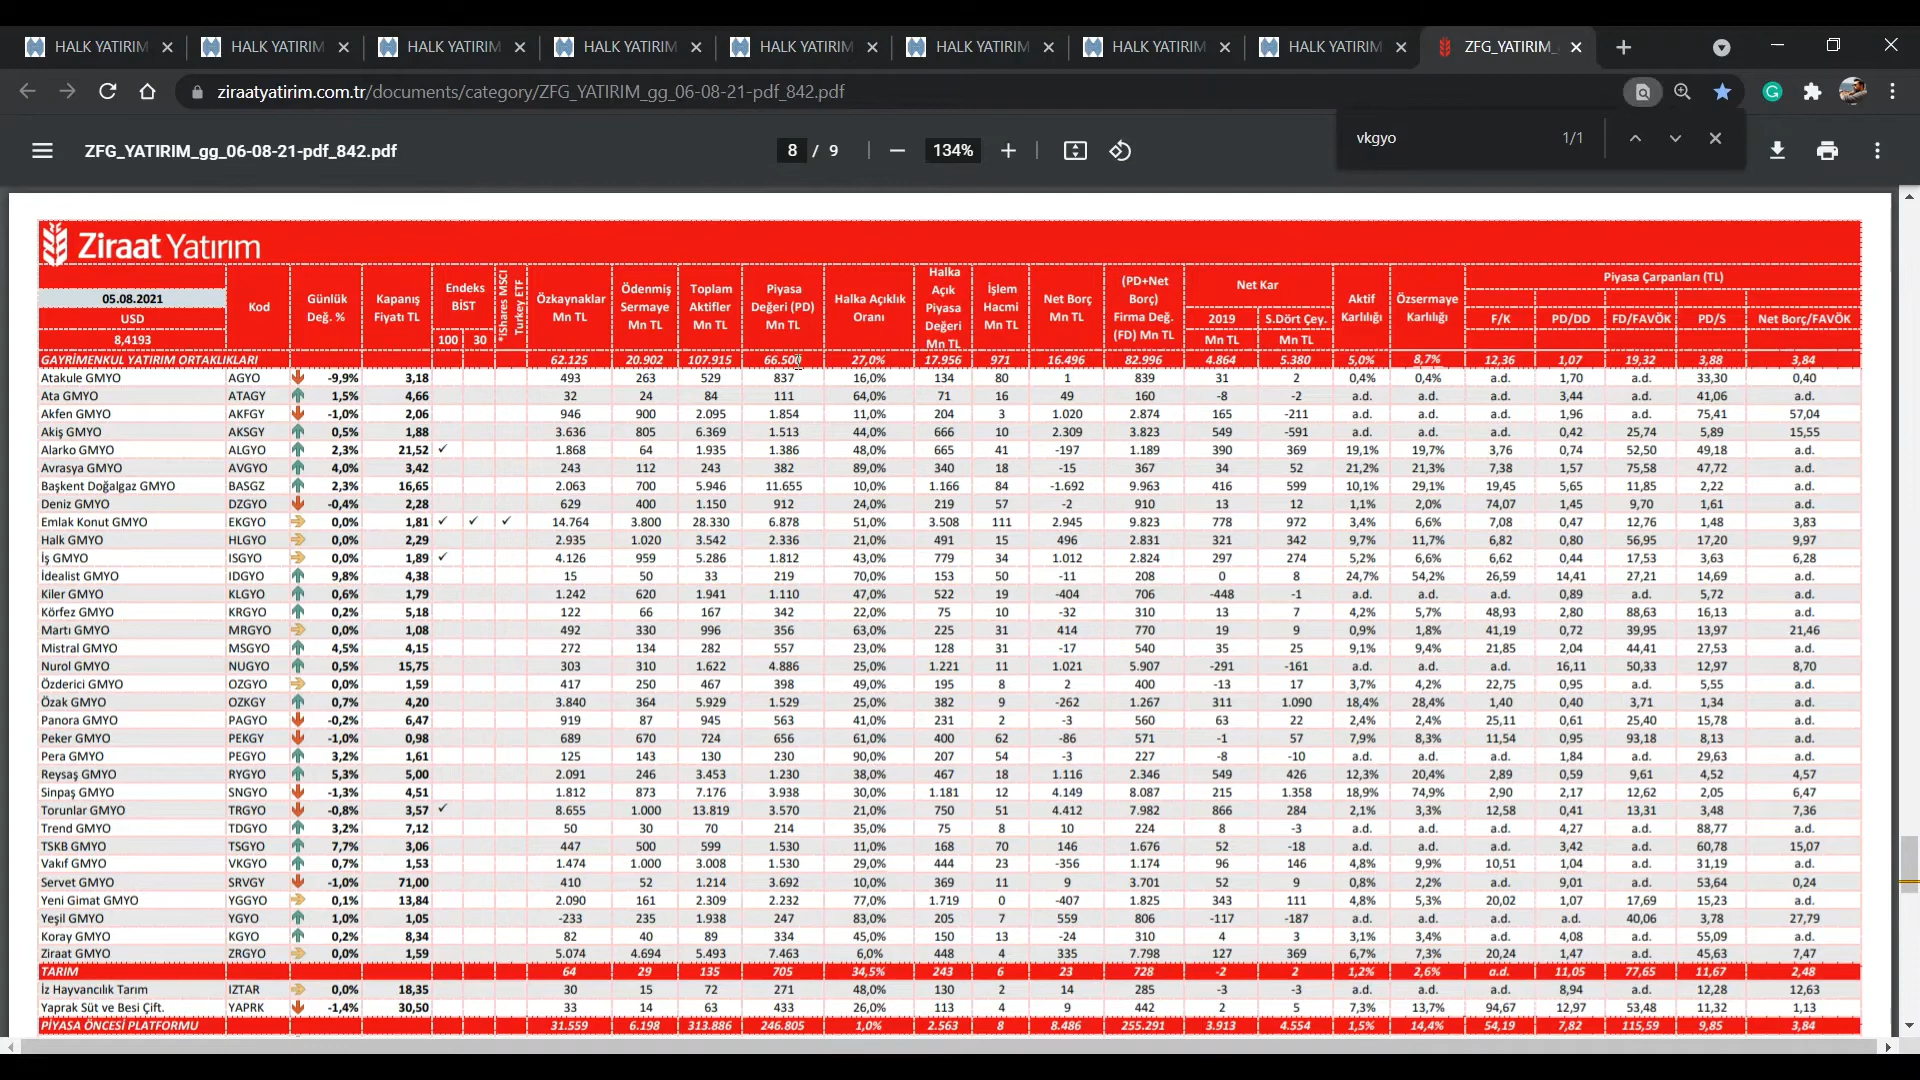 HALK YATIRIM HALK YATIRIM HALK YATIRIM HALK YATIRIM HALK YATIRIM HALK YATIRIM HALK YATIRIM HALK YATIRIM ZFG_YATIRIM_
ziraatyatirim.com.tr/documents/category/ZFG_YATIRIM_gg_06-08-21-pdf_842.pdf
vkgyo 1/1
ZFG_YATIRIM_gg_06-08-21-pdf_842.pdf 8 / 9 134%
Ziraat Yatırım
05.08.2021
USD
8,4193
Kod
Günlük Değ. %
Kapanış Fiyatı TL
Endeks BİST
100 30
*iShares MSCI Turkey ETF
Özkaynaklar Mn TL
Ödenmiş Sermaye Mn TL
Toplam Aktifler Mn TL
Piyasa Değeri (PD) Mn TL
Halka Açıklık Oranı
Halka Açık Piyasa Değeri Mn TL
İşlem Hacmi Mn TL
Net Borç Mn TL
(PD+Net Borç) Firma Değ. (FD) Mn TL
Net Kar
2019 S.Dört Çey.
Mn TL Mn TL
Aktif Karlılığı
Özsermaye Karlılığı
Piyasa Çarpanları (TL)
F/K PD/DD FD/FAVÖK PD/S Net Borç/FAVÖK
GAYRİMENKUL YATIRIM ORTAKLIKLARI 62.125 20.902 107.915 66.500 27,0% 17.956 971 16.496 82.996 4.864 5.380 5,0% 8,7% 12,36 1,07 19,32 3,88 3,84
Atakule GMYO AGYO -9,9% 3,18 493 263 529 837 16,0% 134 80 1 839 31 2 0,4% 0,4% a.d. 1,70 a.d. 33,30 0,40
Ata GMYO ATAGY 1,5% 4,66 32 24 84 111 64,0% 71 16 49 160 -8 -2 a.d. a.d. a.d. 3,44 a.d. 41,06 a.d.
Akfen GMYO AKFGY -1,0% 2,06 946 900 2.095 1.854 11,0% 204 3 1.020 2.874 165 -211 a.d. a.d. a.d. 1,96 a.d. 75,41 57,04
Akiş GMYO AKSGY 0,5% 1,88 3.636 805 6.369 1.513 44,0% 666 10 2.309 3.823 549 -591 a.d. a.d. a.d. 0,42 25,74 5,89 15,55
Alarko GMYO ALGYO 2,3% 21,52 ✓ 1.868 64 1.935 1.386 48,0% 665 41 -197 1.189 390 369 19,1% 19,7% 3,76 0,74 52,50 49,18 a.d.
Avrasya GMYO AVGYO 4,0% 3,42 243 112 243 382 89,0% 340 18 -15 367 34 52 21,2% 21,3% 7,38 1,57 75,58 47,72 a.d.
Başkent Doğalgaz GMYO BASGZ 2,3% 16,65 2.063 700 5.946 11.655 10,0% 1.166 84 -1.692 9.963 416 599 10,1% 29,1% 19,45 5,65 11,85 2,22 a.d.
Deniz GMYO DZGYO -0,4% 2,28 629 400 1.150 912 24,0% 219 57 -2 910 13 12 1,1% 2,0% 74,07 1,45 9,70 1,61 a.d.
Emlak Konut GMYO EKGYO 0,0% 1,81 ✓ ✓ ✓ 14.764 3.800 28.330 6.878 51,0% 3.508 111 2.945 9.823 778 972 3,4% 6,6% 7,08 0,47 12,76 1,48 3,83
Halk GMYO HLGYO 0,0% 2,29 2.935 1.020 3.542 2.336 21,0% 491 15 496 2.831 321 342 9,7% 11,7% 6,82 0,80 56,95 17,20 9,97
İş GMYO ISGYO 0,0% 1,89 ✓ 4.126 959 5.286 1.812 43,0% 779 34 1.012 2.824 297 274 5,2% 6,6% 6,62 0,44 17,53 3,63 6,28
İdealist GMYO IDGYO 9,8% 4,38 15 50 33 219 70,0% 153 50 -11 208 0 8 24,7% 54,2% 26,59 14,41 27,21 14,69 a.d.
Kiler GMYO KLGYO 0,6% 1,79 1.242 620 1.941 1.110 47,0% 522 19 -404 706 -448 -1 a.d. a.d. a.d. 0,89 a.d. 5,72 a.d.
Körfez GMYO KRGYO 0,2% 5,18 122 66 167 342 22,0% 75 10 -32 310 13 7 4,2% 5,7% 48,93 2,80 88,63 16,13 a.d.
Martı GMYO MRGYO 0,0% 1,08 492 330 996 356 63,0% 225 31 414 770 19 9 0,9% 1,8% 41,19 0,72 39,95 13,97 21,46
Mistral GMYO MSGYO 4,5% 4,15 272 134 282 557 23,0% 128 31 -17 540 35 25 9,1% 9,4% 21,85 2,04 44,41 27,53 a.d.
Nurol GMYO NUGYO 0,5% 15,75 303 310 1.622 4.886 25,0% 1.221 11 1.021 5.907 -291 -161 a.d. a.d. a.d. 16,11 50,33 12,97 8,70
Özderici GMYO OZGYO 0,0% 1,59 417 250 467 398 49,0% 195 8 2 400 -13 17 3,7% 4,2% 22,75 0,95 a.d. 5,55 a.d.
Özak GMYO OZKGY 0,7% 4,20 3.840 364 5.929 1.529 25,0% 382 9 -262 1.267 311 1.090 18,4% 28,4% 1,40 0,40 3,71 1,34 a.d.
Panora GMYO PAGYO -0,2% 6,47 919 87 945 563 41,0% 231 2 -3 560 63 22 2,4% 2,4% 25,11 0,61 25,40 15,78 a.d.
Peker GMYO PEKGY -1,0% 0,98 689 670 724 656 61,0% 400 62 -86 571 -1 57 7,9% 8,3% 11,54 0,95 93,18 8,13 a.d.
Pera GMYO PEGYO 3,2% 1,61 125 143 130 230 90,0% 207 54 -3 227 -8 -10 a.d. a.d. a.d. 1,84 a.d. 29,63 a.d.
Reysaş GMYO RYGYO 5,3% 5,00 2.091 246 3.453 1.230 38,0% 467 18 1.116 2.346 549 426 12,3% 20,4% 2,89 0,59 9,61 4,52 4,57
Sinpaş GMYO SNGYO -1,3% 4,51 1.812 873 7.176 3.938 30,0% 1.181 12 4.149 8.087 215 1.358 18,9% 74,9% 2,90 2,17 12,62 2,05 6,47
Torunlar GMYO TRGYO -0,8% 3,57 ✓ 8.655 1.000 13.819 3.570 21,0% 750 51 4.412 7.982 866 284 2,1% 3,3% 12,58 0,41 13,31 3,48 7,36
Trend GMYO TDGYO 3,2% 7,12 50 30 70 214 35,0% 75 8 10 224 8 -3 a.d. a.d. a.d. 4,27 a.d. 88,77 a.d.
TSKB GMYO TSGYO 7,7% 3,06 447 500 599 1.530 11,0% 168 70 146 1.676 52 -18 a.d. a.d. a.d. 3,42 a.d. 60,78 15,07
Vakıf GMYO VKGYO 0,7% 1,53 1.474 1.000 3.008 1.530 29,0% 444 23 -356 1.174 96 146 4,8% 9,9% 10,51 1,04 a.d. 31,19 a.d.
Servet GMYO SRVGY -1,0% 71,00 410 52 1.214 3.692 10,0% 369 11 9 3.701 52 9 0,8% 2,2% a.d. 9,01 a.d. 53,64 0,24
Yeni Gimat GMYO YGGYO 0,1% 13,84 2.090 161 2.309 2.232 77,0% 1.719 0 -407 1.825 343 111 4,8% 5,3% 20,02 1,07 17,69 15,23 a.d.
Yeşil GMYO YGYO 1,0% 1,05 -233 235 1.938 247 83,0% 205 7 559 806 -117 -187 a.d. a.d. a.d. a.d. 40,06 3,78 27,79
Koray GMYO KGYO 0,2% 8,34 82 40 89 334 45,0% 150 13 -24 310 4 3 3,1% 3,4% a.d. 4,08 a.d. 55,09 a.d.
Ziraat GMYO ZRGYO 0,0% 1,59 5.074 4.694 5.493 7.463 6,0% 448 4 335 7.798 127 369 6,7% 7,3% 20,24 1,47 a.d. 45,63 7,47
TARIM 64 29 135 705 34,5% 243 6 23 728 -2 2 1,2% 2,6% a.d. 11,05 77,65 11,67 2,48
İz Hayvancılık Tarım IZTAR 0,0% 18,35 30 15 72 271 48,0% 130 2 14 285 -3 -3 a.d. a.d. a.d. 8,94 a.d. 12,28 12,63
Yaprak Süt ve Besi Çift. YAPRK -1,4% 30,50 33 14 63 433 26,0% 113 4 9 442 2 5 7,3% 13,7% 94,67 12,97 53,48 11,32 1,13
PİYASA ÖNCESİ PLATFORMU 31.559 6.198 313.886 246.805 1,0% 2.563 8 8.486 255.291 3.913 4.554 1,5% 14,4% 54,19 7,82 115,59 9,85 3,84